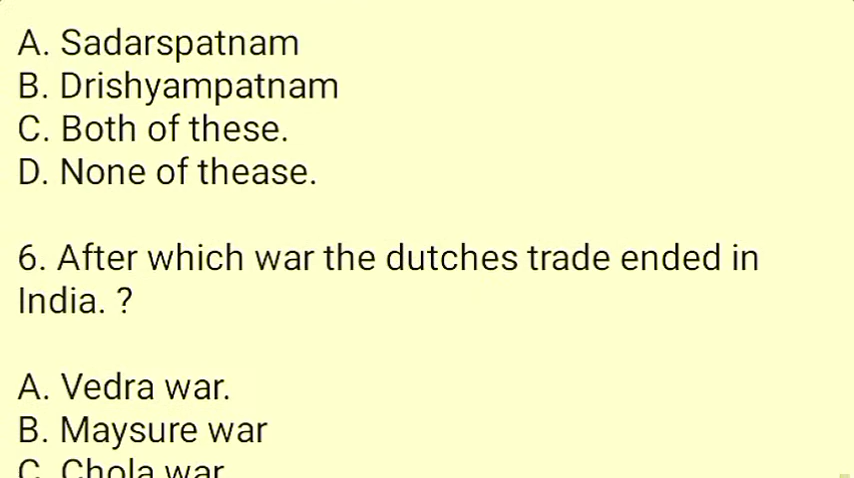 A. Sadarspatnam
B. Drishyampatnam
C. Both of these.
D. None of thease.
6. After which war the dutches trade ended in
India. ?
A. Vedra war.
B. Maysure war
C. Chola war